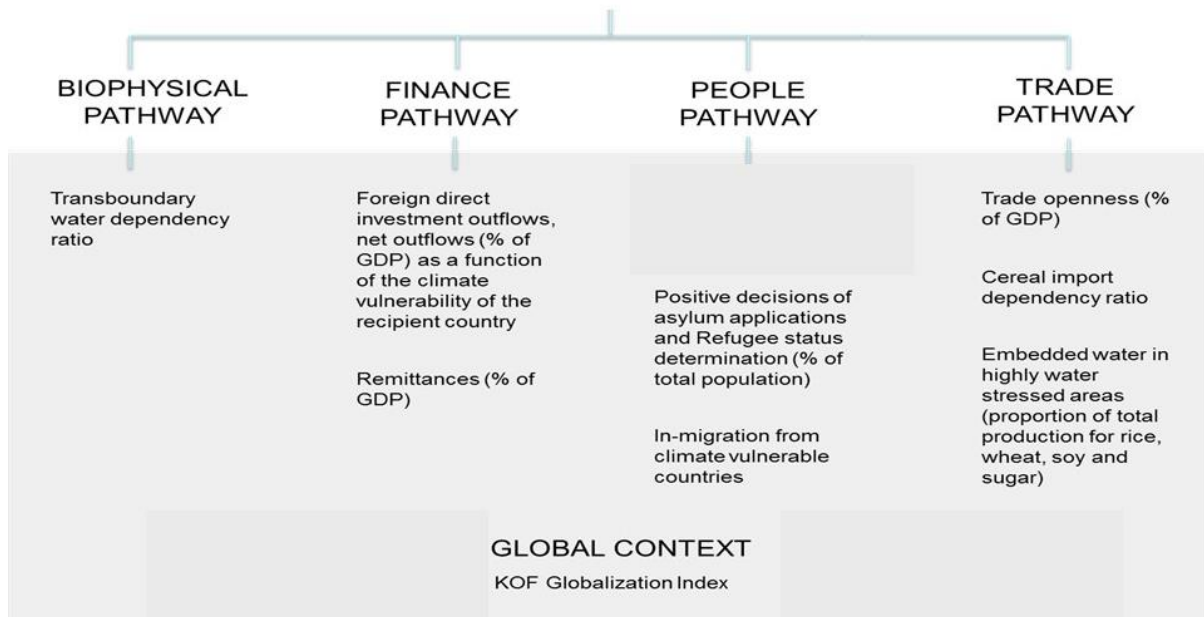 BIOPHYSICAL
PATHWAY
FINANCE
PATHWAY
PEOPLE
PATHWAY
TRADE
PATHWAY
Transboundary
water dependency
ratio
Foreign direct
investment outflows,
net outflows (% of
GDP) as a function
of the climate
vulnerability of the
recipient country
Remittances (% of
GDP)
Positive decisions of
asylum applications
and Refugee status
determination (% of
total population)
In-migration from
climate vulnerable
countries
Trade openness (%
of GDP)
Cereal import
dependency ratio
Embedded water in
highly water
stressed areas
(proportion of total
production for rice,
wheat, soy and
sugar)
GLOBAL CONTEXT
KOF Globalization Index